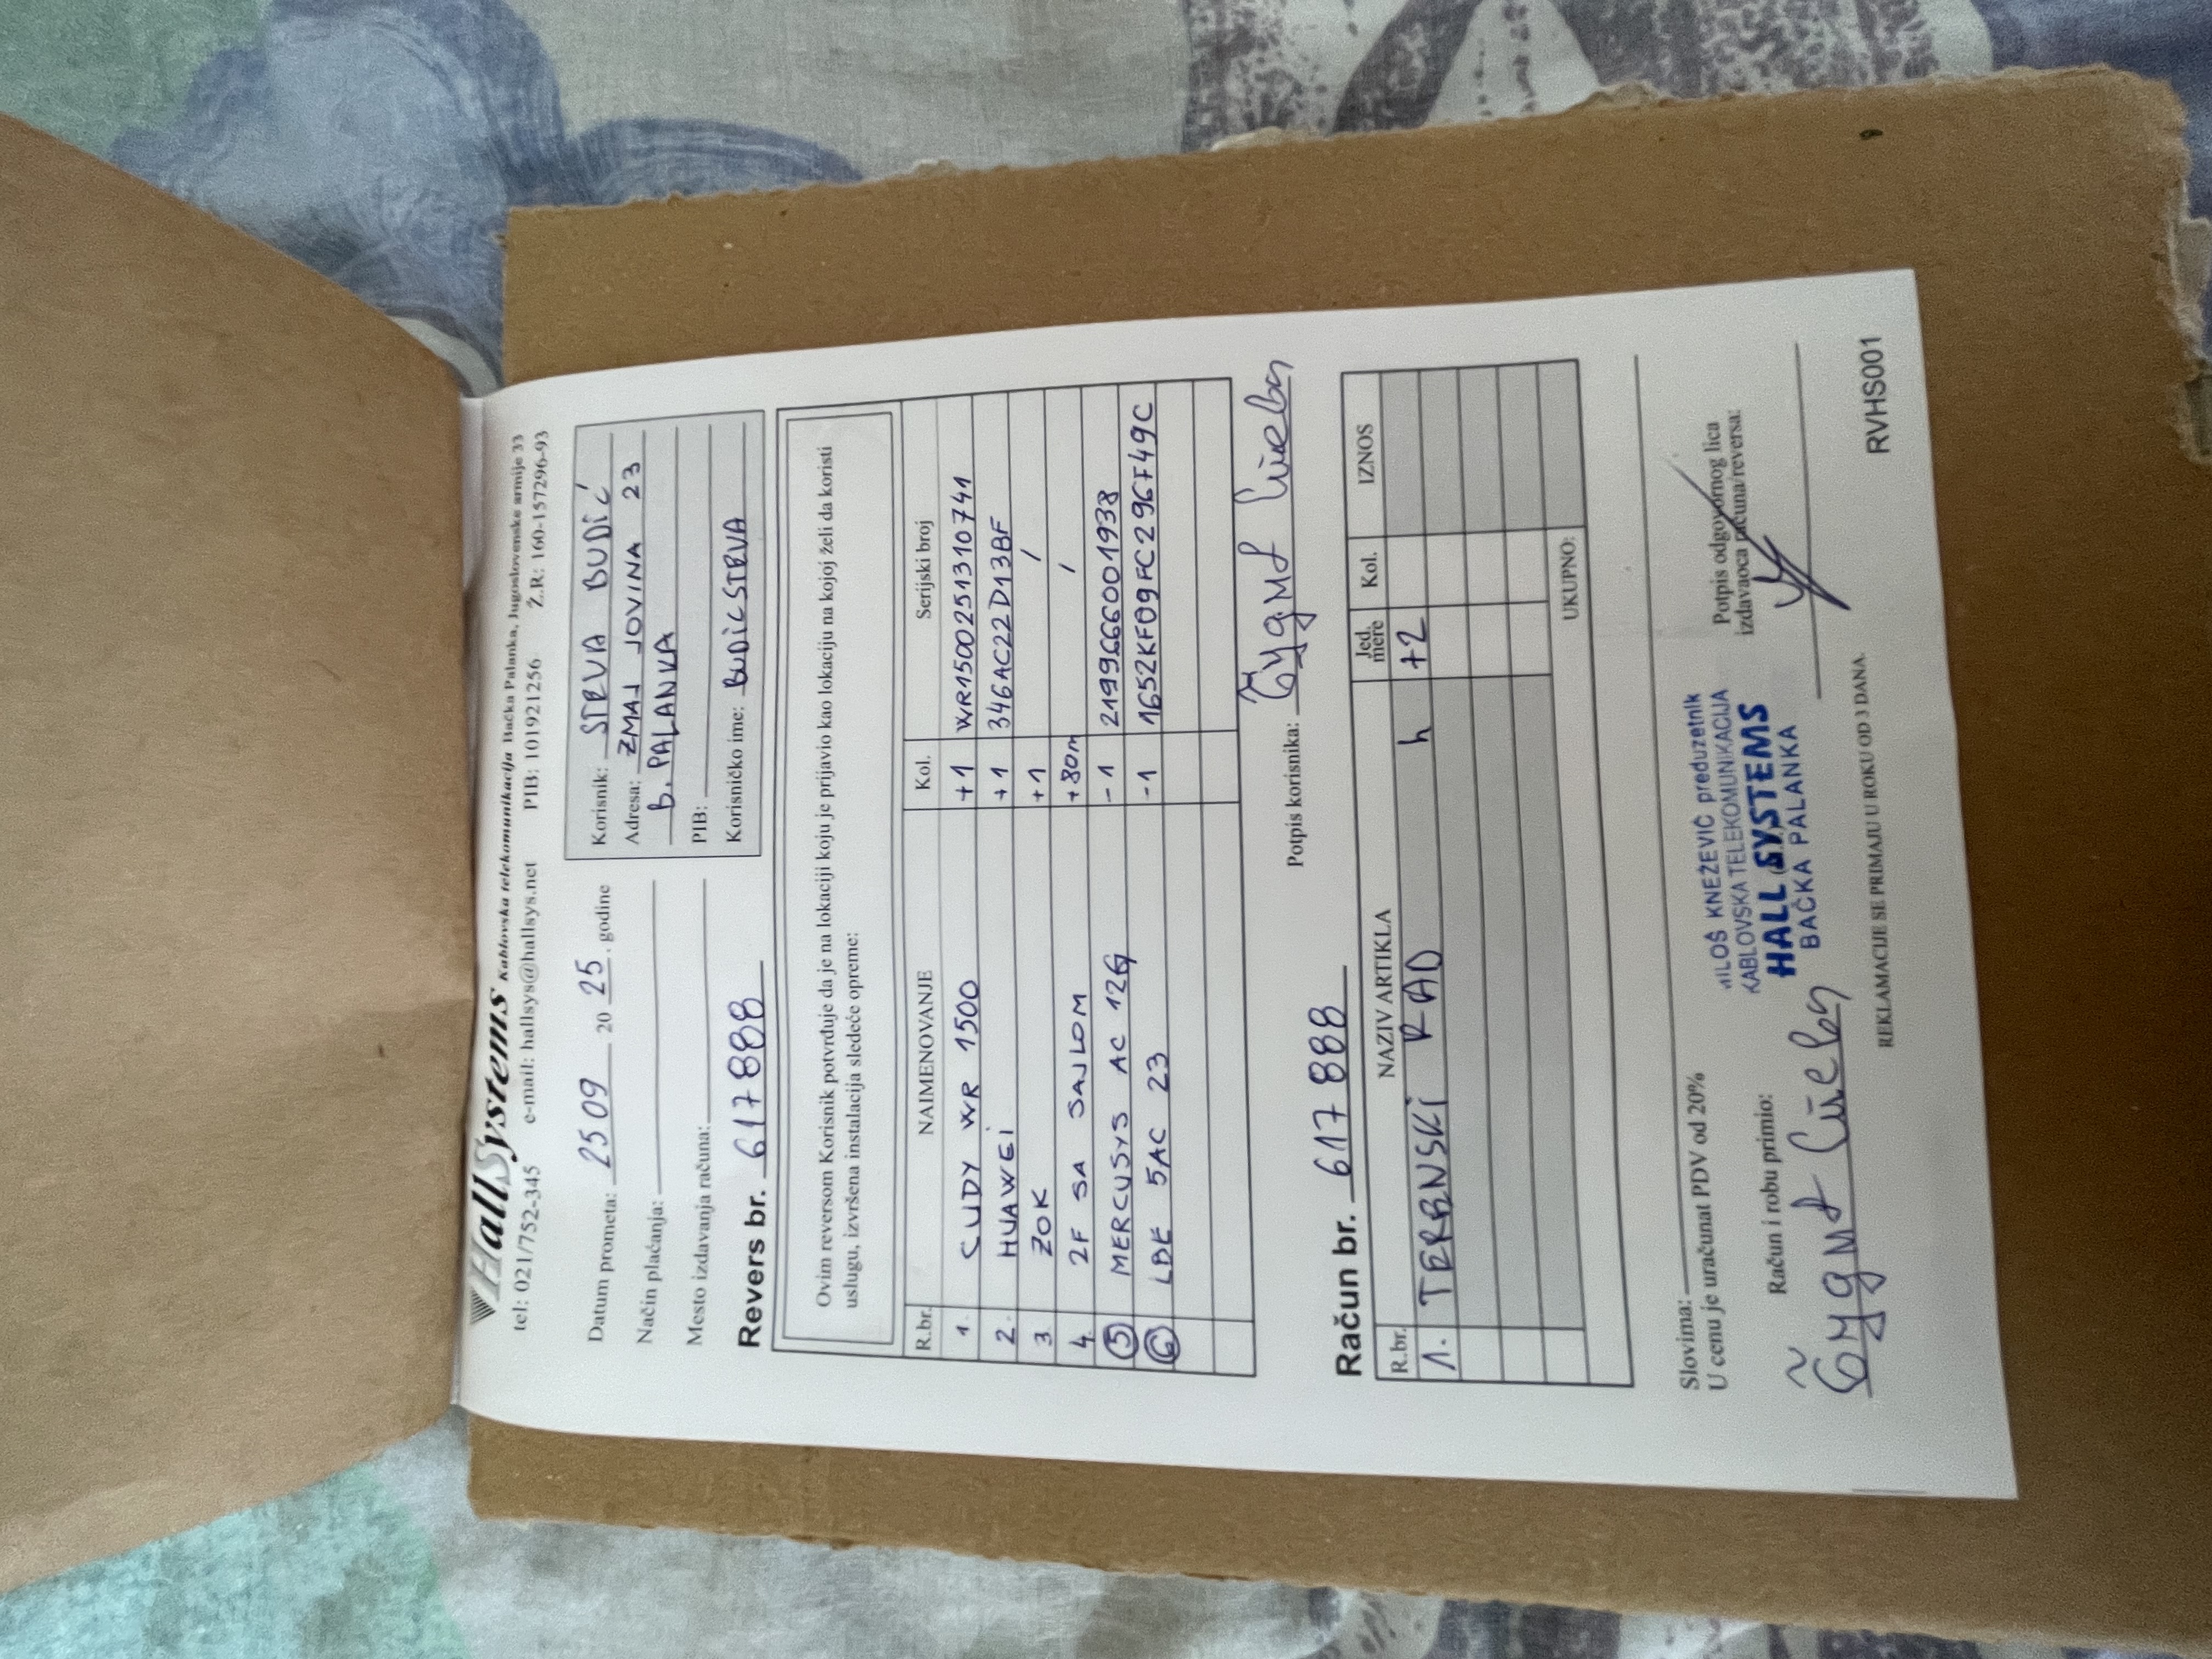 HallSystems Kablovska telekomunikacija Bačka Palanka, Jugoslovenske armije 33
tel: 021/752-345 e-mail: hallsys@hallsys.net PIB: 101921256 Ž.R: 160-157296-93
Datum prometa: 25 09 20 25. godine
Način plaćanja:
Mesto izdavanja računa:
Korisnik: STEVA BUDIĆ
Adresa: ZMAJ JOVINA 23
B. PALANKA
PIB:
Korisničko ime: BUDICSTEVA
Revers br. 617888
Ovim reversom Korisnik potvrđuje da je na lokaciji koju je prijavio kao lokaciju na kojoj želi da koristi
uslugu, izvršena instalacija sledeće opreme:
R.br. NAIMENOVANJE Kol. Serijski broj
1. CUDY WR 1500 +1 WR1500251310741
2. HUAWEI +1 346AC22D13BF
3. ZOK +1 /
4. 2F SA SAJLOM +80m /
5 MERCUSYS AC 12G -1 2199666001938
6 LBE 5AC 23 -1 1652KF09FC296F49C
Potpis korisnika:
Račun br. 617 888
R.br. NAZIV ARTIKLA Jed. mere Kol. IZNOS
1. TERENSKI RAD h +2
UKUPNO:
Slovima:
U cenu je uračunat PDV od 20%
Račun i robu primio:
MILOŠ KNEŽEVIĆ preduzetnik
KABLOVSKA TELEKOMUNIKACIJA
HALL SYSTEMS
BAČKA PALANKA
Potpis odgovornog lica
izdavaoca računa/reversa:
REKLAMACIJE SE PRIMAJU U ROKU OD 3 DANA.
RVHS001